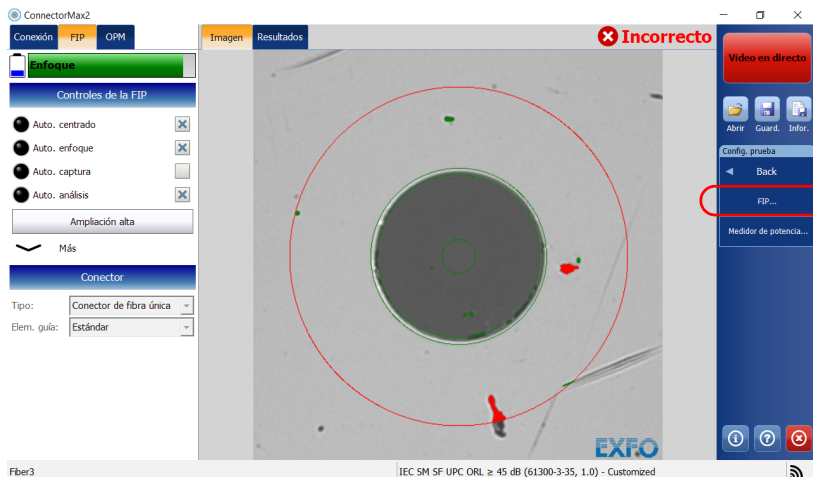 ConnectorMax2
Conexión FIP OPM
Imagen Resultados
Incorrecto
Enfoque
Controles de la FIP
Auto. centrado
Auto. enfoque
Auto. captura
Auto. análisis
Ampliación alta
Más
Conector
Tipo: Conector de fibra única
Elem. guía: Estándar
Video en directo
Abrir Guard. Infor.
Config. prueba
Back
FIP...
Medidor de potencia...
EXFO
Fiber3
IEC SM SF UPC ORL ≥ 45 dB (61300-3-35, 1.0) - Customized